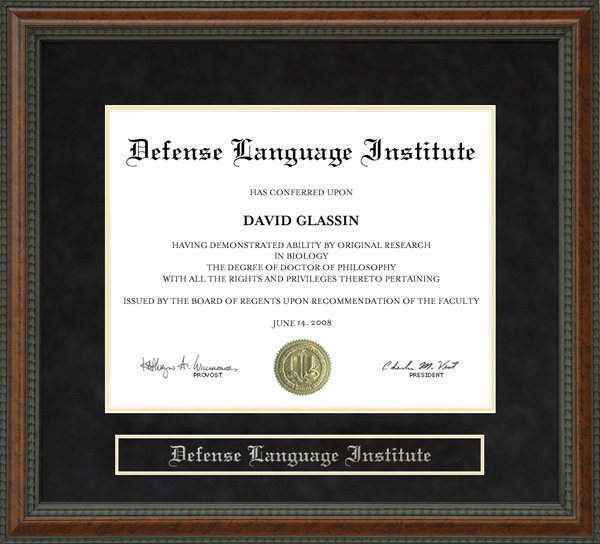 Defense Language Institute
HAS CONFERRED UPON
DAVID GLASSIN
HAVING DEMONSTRATED ABILITY BY ORIGINAL RESEARCH
IN BIOLOGY
THE DEGREE OF DOCTOR OF PHILOSOPHY
WITH ALL THE RIGHTS AND PRIVILEGES THERETO PERTAINING
ISSUED BY THE BOARD OF REGENTS UPON RECOMMENDATION OF THE FACULTY
JUNE 14, 2008
Charles M. Vest
PROVOST
PRESIDENT
Defense Language Institute